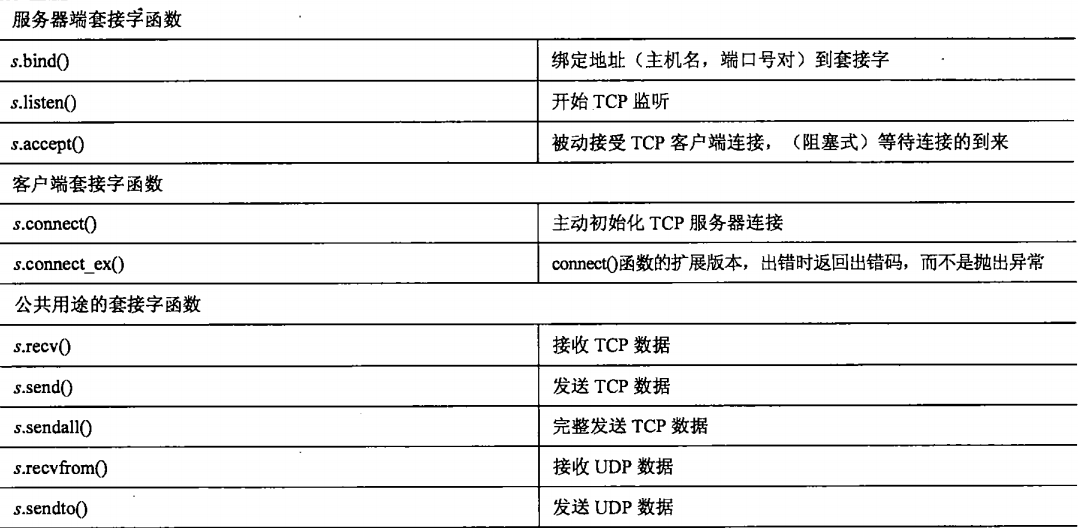 服务器端套接字函数
s.bind() 绑定地址（主机名，端口号对）到套接字
s.listen() 开始 TCP 监听
s.accept() 被动接受 TCP 客户端连接，（阻塞式）等待连接的到来
客户端套接字函数
s.connect() 主动初始化 TCP 服务器连接
s.connect_ex() connect()函数的扩展版本，出错时返回出错码，而不是抛出异常
公共用途的套接字函数
s.recv() 接收 TCP 数据
s.send() 发送 TCP 数据
s.sendall() 完整发送 TCP 数据
s.recvfrom() 接收 UDP 数据
s.sendto() 发送 UDP 数据